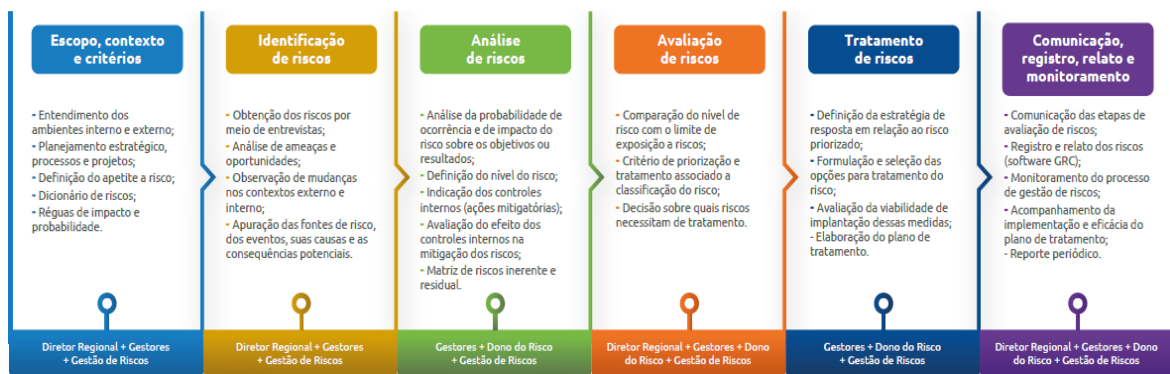 Escopo, contexto
e critérios
- Entendimento dos
ambientes interno e externo;
- Planejamento estratégico,
processos e projetos;
- Definição do apetite a risco;
- Dicionário de riscos;
- Réguas de impacto e
probabilidade.
Diretor Regional + Gestores
+ Gestão de Riscos
Identificação
de riscos
- Obtenção dos riscos por
meio de entrevistas;
- Análise de ameaças e
oportunidades;
- Observação de mudanças
nos contextos externo e
interno;
- Apuração das fontes de risco,
dos eventos, suas causas e as
consequências potenciais.
Diretor Regional + Gestores
+ Gestão de Riscos
Análise
de riscos
- Análise da probabilidade de
ocorrência e de impacto do
risco sobre os objetivos ou
resultados;
- Definição do nível do risco;
- Indicação dos controles
internos (ações mitigatórias);
- Avaliação do efeito dos
controles internos na
mitigação dos riscos;
- Matriz de riscos inerente e
residual.
Gestores + Dono do Risco
+ Gestão de Riscos
Avaliação
de riscos
- Comparação do nível de
risco com o limite de
exposição a riscos;
- Critério de priorização e
tratamento associado a
classificação do risco;
- Decisão sobre quais riscos
necessitam de tratamento.
Diretor Regional + Gestores + Dono
do Risco + Gestão de Riscos
Tratamento
de riscos
- Definição da estratégia de
resposta em relação ao risco
priorizado;
- Formulação e seleção das
opções para tratamento do
risco;
- Avaliação da viabilidade de
implantação dessas medidas;
- Elaboração do plano de
tratamento.
Gestores + Dono do Risco
+ Gestão de Riscos
Comunicação,
registro, relato e
monitoramento
- Comunicação das etapas de
avaliação de riscos;
- Registro e relato dos riscos
(software GRC);
- Monitoramento do processo
de gestão de riscos;
- Acompanhamento da
implementação e eficácia do
plano de tratamento;
- Reporte periódico.
Diretor Regional + Gestores + Dono
do Risco + Gestão de Riscos